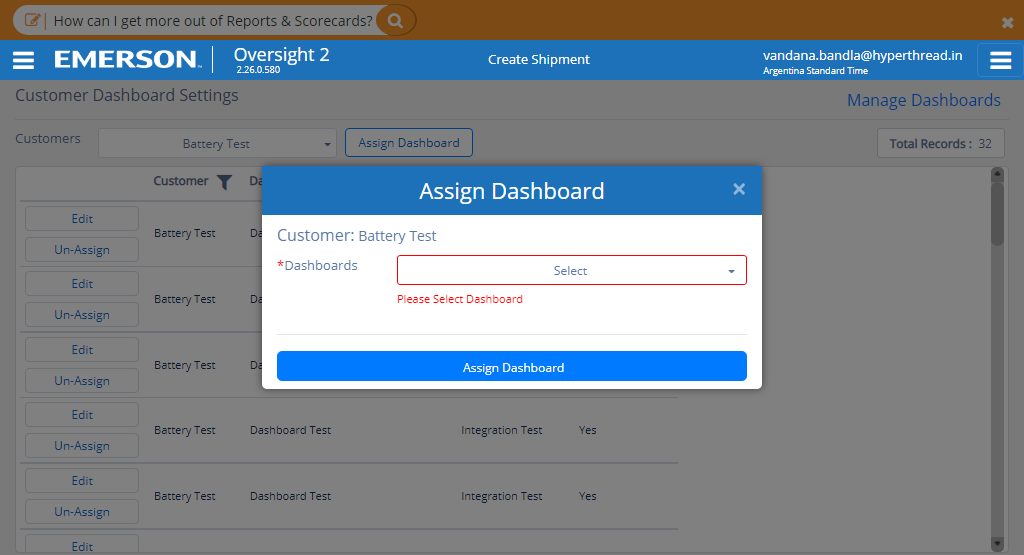 How can I get more out of Reports & Scorecards?
EMERSON Oversight 2
2.26.0.580
Create Shipment
vandana.bandla@hyperthread.in
Argentina Standard Time
Customer Dashboard Settings
Manage Dashboards
Customers Battery Test Assign Dashboard Total Records : 32
Customer Da
Edit
Un-Assign
Battery Test Da
Edit
Un-Assign
Battery Test Da
Edit
Un-Assign
Battery Test Da
Edit
Un-Assign
Battery Test Dashboard Test Integration Test Yes
Edit
Un-Assign
Battery Test Dashboard Test Integration Test Yes
Edit
Assign Dashboard ×
Customer: Battery Test
*Dashboards Select
Please Select Dashboard
Assign Dashboard